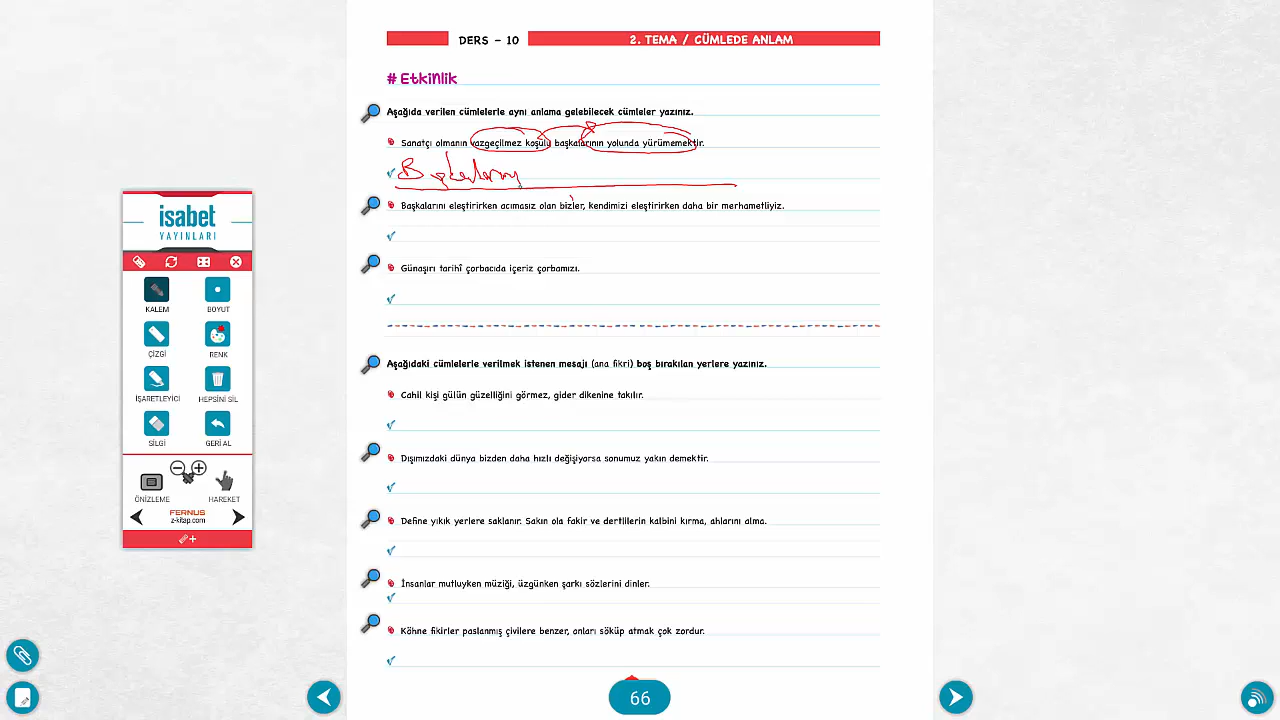 DERS - 10
2. TEMA / CÜMLEDE ANLAM
# Etkinlik
Aşağıda verilen cümlelerle aynı anlama gelebilecek cümleler yazınız.
Sanatçı olmanın vazgeçilmez koşulu başkalarının yolunda yürümemektir.
Başkalarını eleştirirken acımasız olan bizler, kendimizi eleştirirken daha bir merhametliyiz.
Günaşırı tarihî çorbacıda içeriz çorbamızı.
Aşağıdaki cümlelerle verilmek istenen mesajı (ana fikri) boş bırakılan yerlere yazınız.
Cahil kişi gülün güzelliğini görmez, gider dikenine takılır.
Dışımızdaki dünya bizden daha hızlı değişiyorsa sonumuz yakın demektir.
Define yıkık yerlere saklanır. Sakın ola fakir ve dertlilerin kalbini kırma, ahlarını alma.
İnsanlar mutluyken müziği, üzgünken şarkı sözlerini dinler.
Köhne fikirler paslanmış çivilere benzer, onları söküp atmak çok zordur.
66
isabet
YAYINLARI
KALEM
BOYUT
ÇİZGİ
RENK
İŞARETLEYİCİ
HEPSİNİ SİL
SİLGİ
GERİ AL
ÖNİZLEME
HAREKET
FERNUS
z-kitap.com